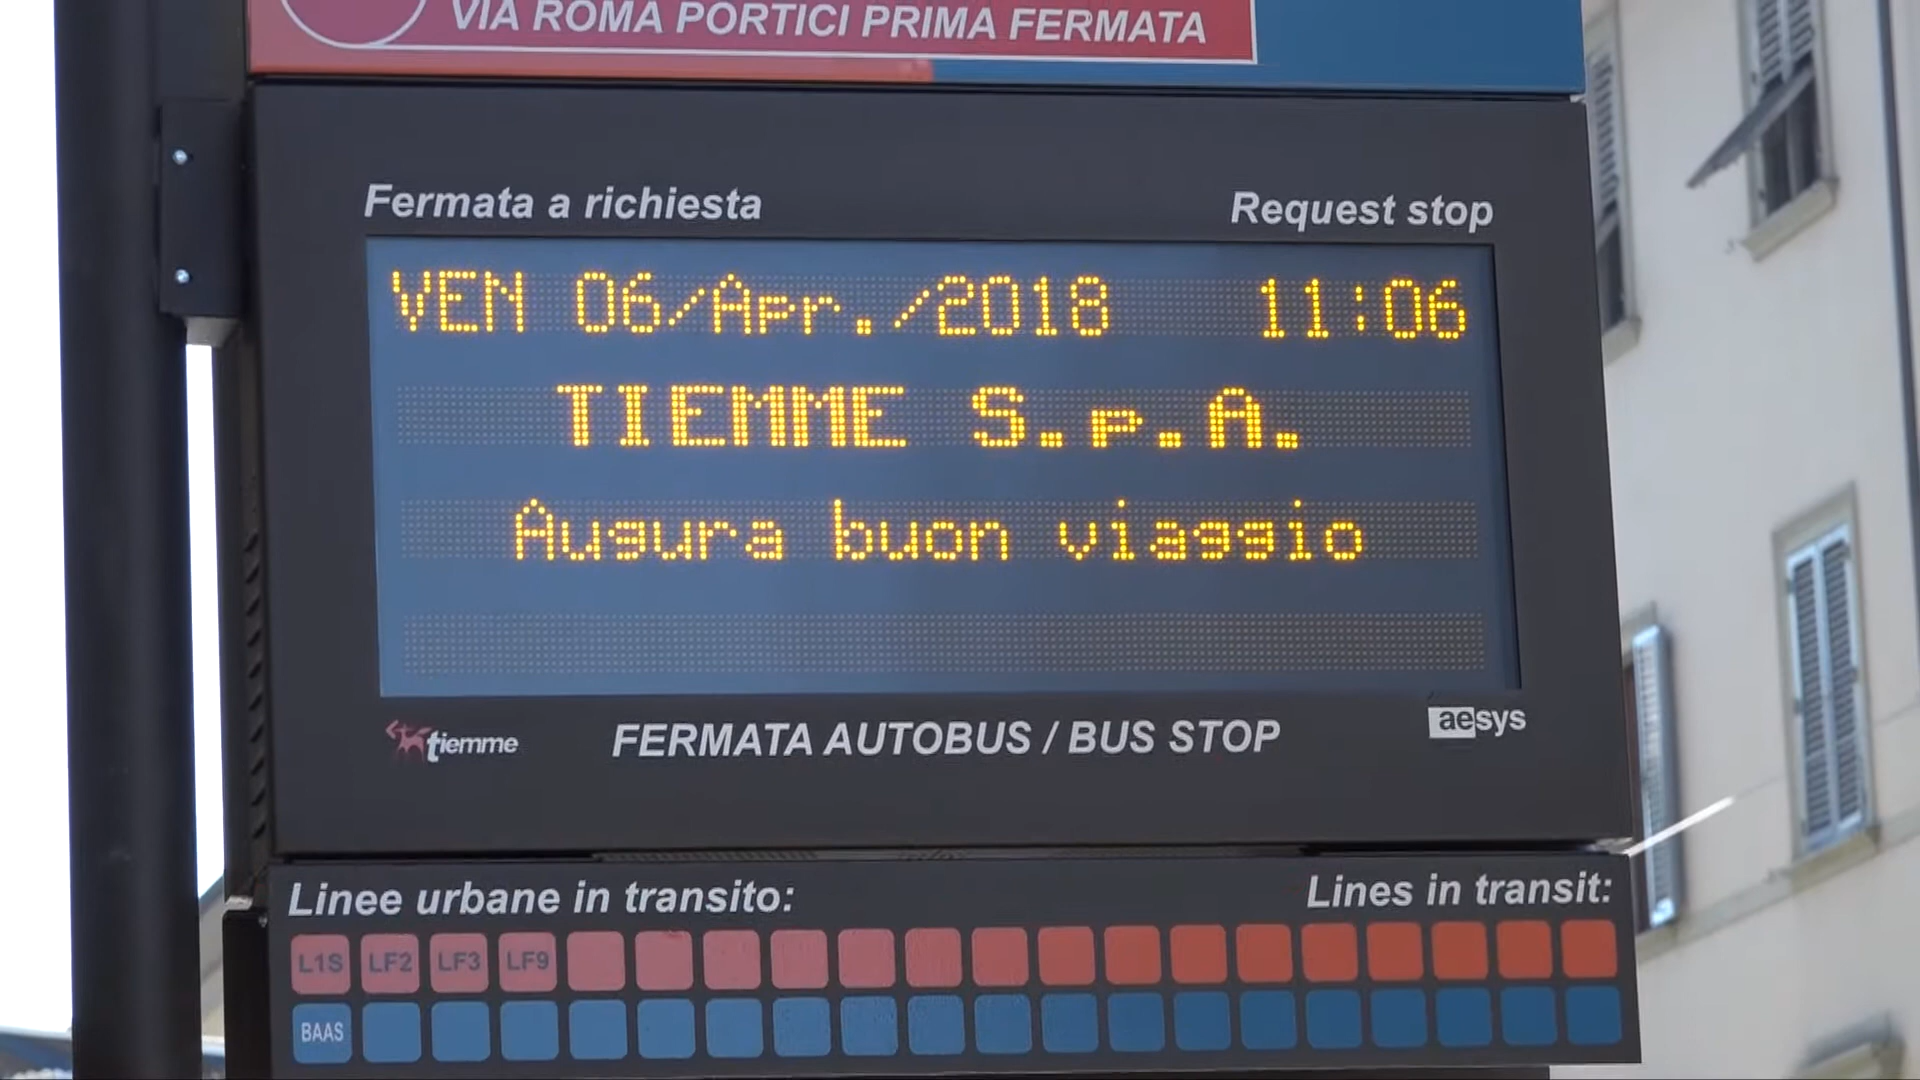 VIA ROMA PORTICI PRIMA FERMATA
Fermata a richiesta Request stop
VEN 06/Apr./2018 11:06
TIEMME S.p.A.
Augura buon viaggio
tiemme FERMATA AUTOBUS / BUS STOP aesys
Linee urbane in transito: Lines in transit:
L1S LF2 LF3 LF9
BAAS